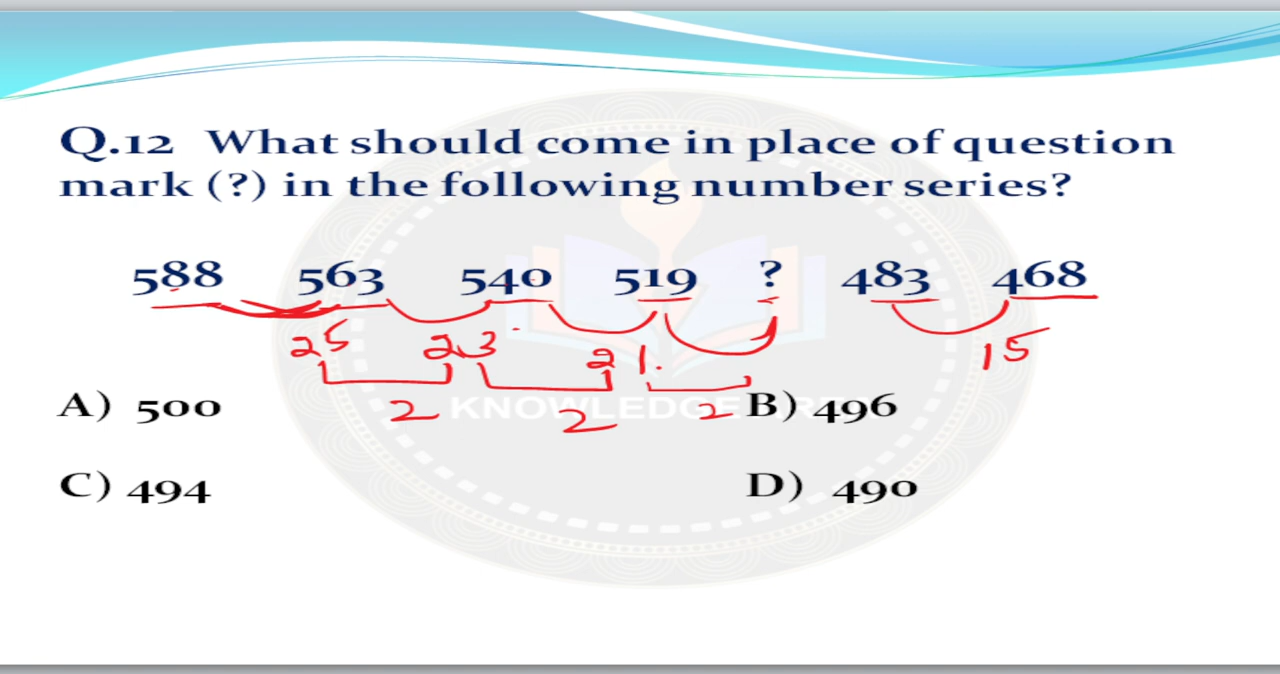 Q.12 What should come in place of question
mark (?) in the following number series?
588 563 540 519 ? 483 468
25 23 21 15
2 2 2
KNOWLEDGE
A) 500 B) 496
C) 494 D) 490